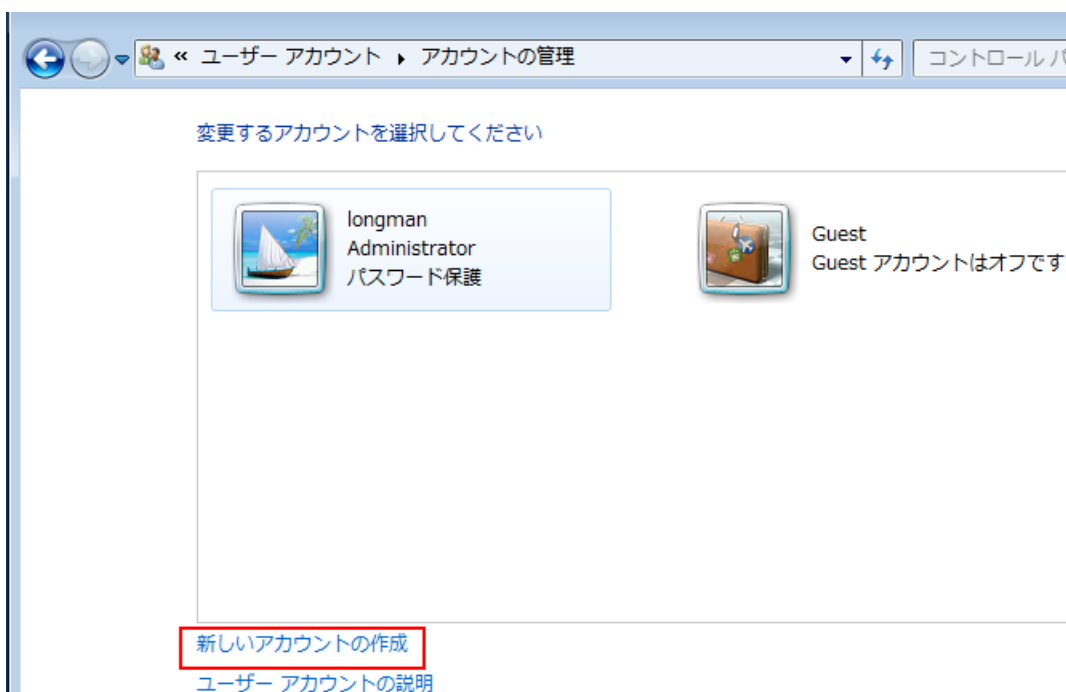 « ユーザー アカウント ▸ アカウントの管理
コントロール
変更するアカウントを選択してください
longman
Administrator
パスワード保護
Guest
Guest アカウントはオフです
新しいアカウントの作成
ユーザー アカウントの説明